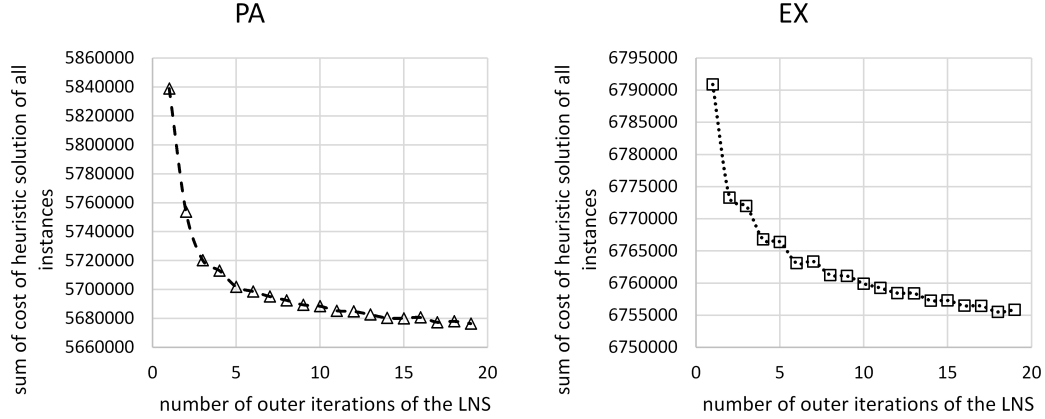 PA
sum of cost of heuristic solution of all
instances
5860000
5840000
5820000
5800000
5780000
5760000
5740000
5720000
5700000
5680000
5660000
0 5 10 15 20
number of outer iterations of the LNS
EX
sum of cost of heuristic solution of all
instances
6795000
6790000
6785000
6780000
6775000
6770000
6765000
6760000
6755000
6750000
0 5 10 15 20
number of outer iterations of the LNS